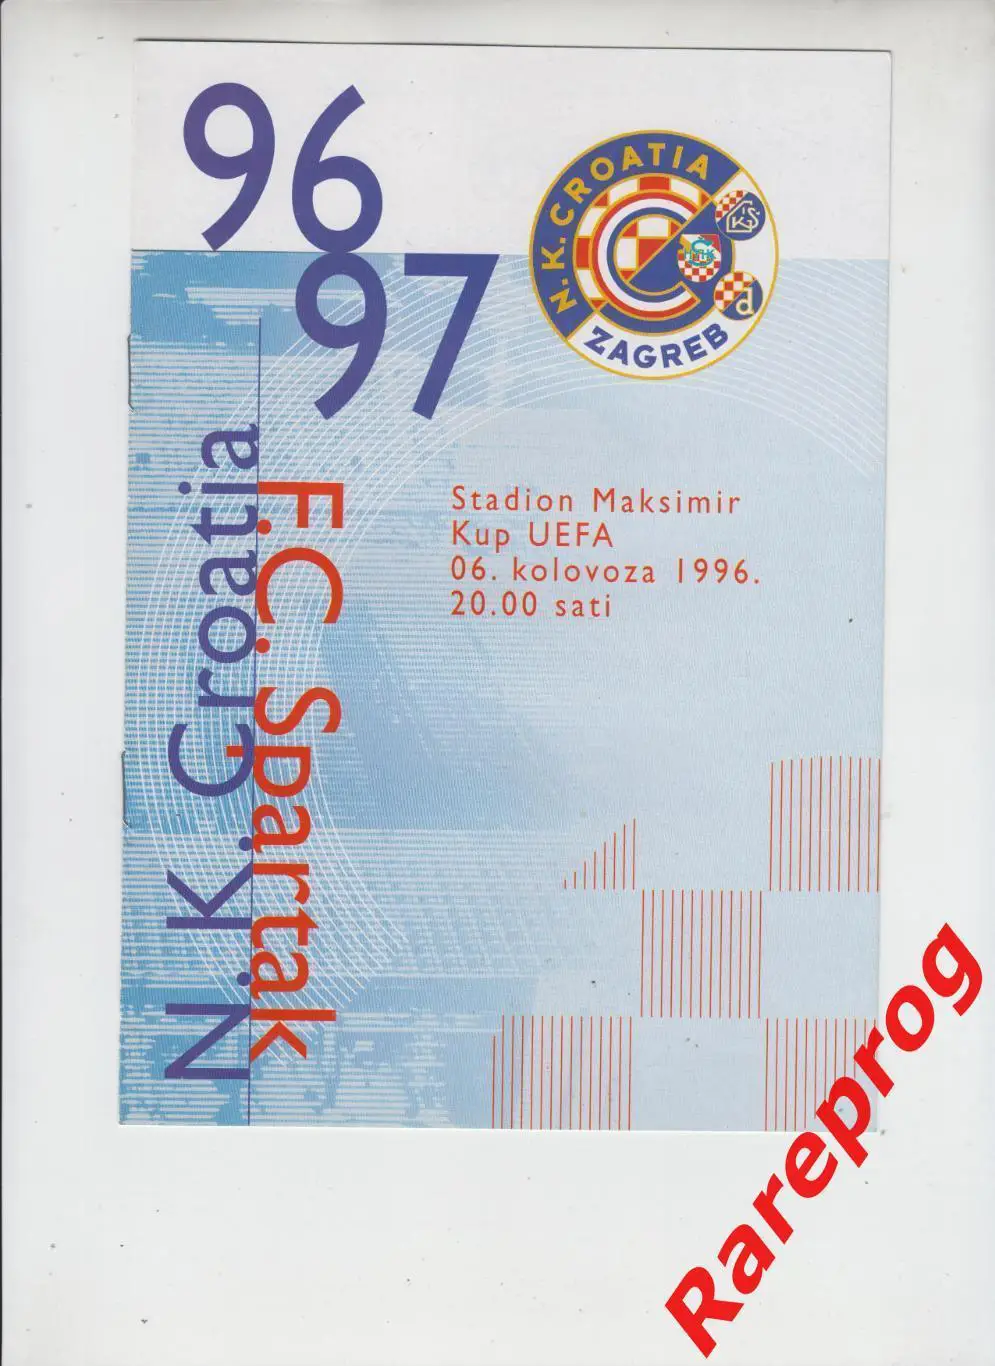 96
97
N.K. CROATIA
ZAGREB
d
N.K. Croatia
F.C. Spartak
Stadion Maksimir
Kup UEFA
06. kolovoza 1996.
20.00 sati
Rareprog